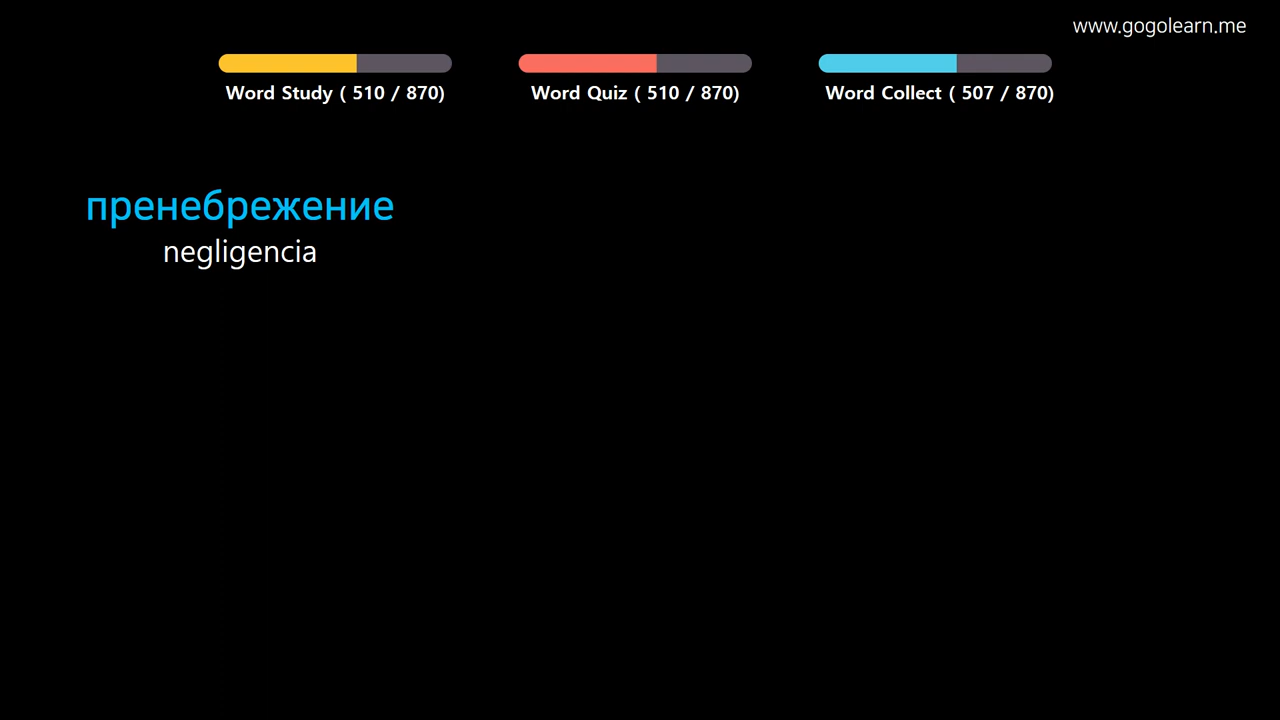 www.gogolearn.me
Word Study ( 510 / 870)
Word Quiz ( 510 / 870)
Word Collect ( 507 / 870)
пренебрежение
negligencia